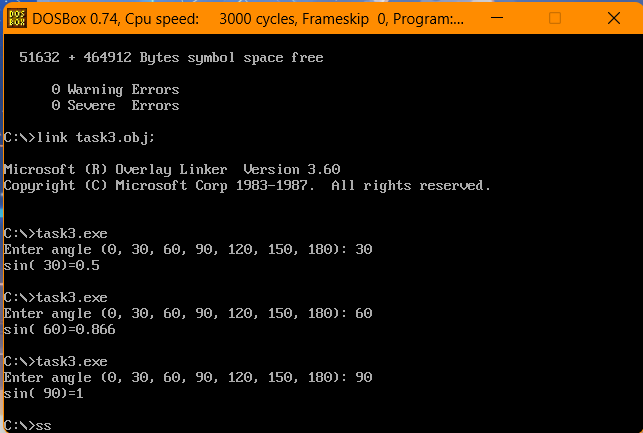 DOSBox 0.74, Cpu speed: 3000 cycles, Frameskip 0, Program:...
51632 + 464912 Bytes symbol space free
0 Warning Errors
0 Severe Errors
C:\>link task3.obj;
Microsoft (R) Overlay Linker Version 3.60
Copyright (C) Microsoft Corp 1983-1987. All rights reserved.
C:\>task3.exe
Enter angle (0, 30, 60, 90, 120, 150, 180): 30
sin( 30)=0.5
C:\>task3.exe
Enter angle (0, 30, 60, 90, 120, 150, 180): 60
sin( 60)=0.866
C:\>task3.exe
Enter angle (0, 30, 60, 90, 120, 150, 180): 90
sin( 90)=1
C:\>ss